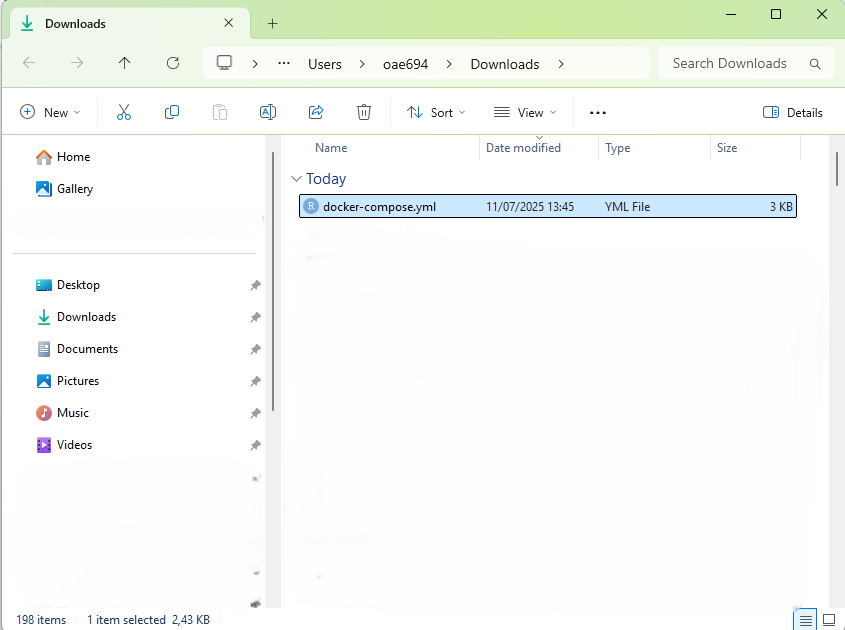 Downloads
Users > oae694 > Downloads >
Search Downloads
New
Sort
View
Details
Home
Gallery
Desktop
Downloads
Documents
Pictures
Music
Videos
Name Date modified Type Size
Today
R docker-compose.yml 11/07/2025 13:45 YML File 3 KB
198 items 1 item selected 2,43 KB